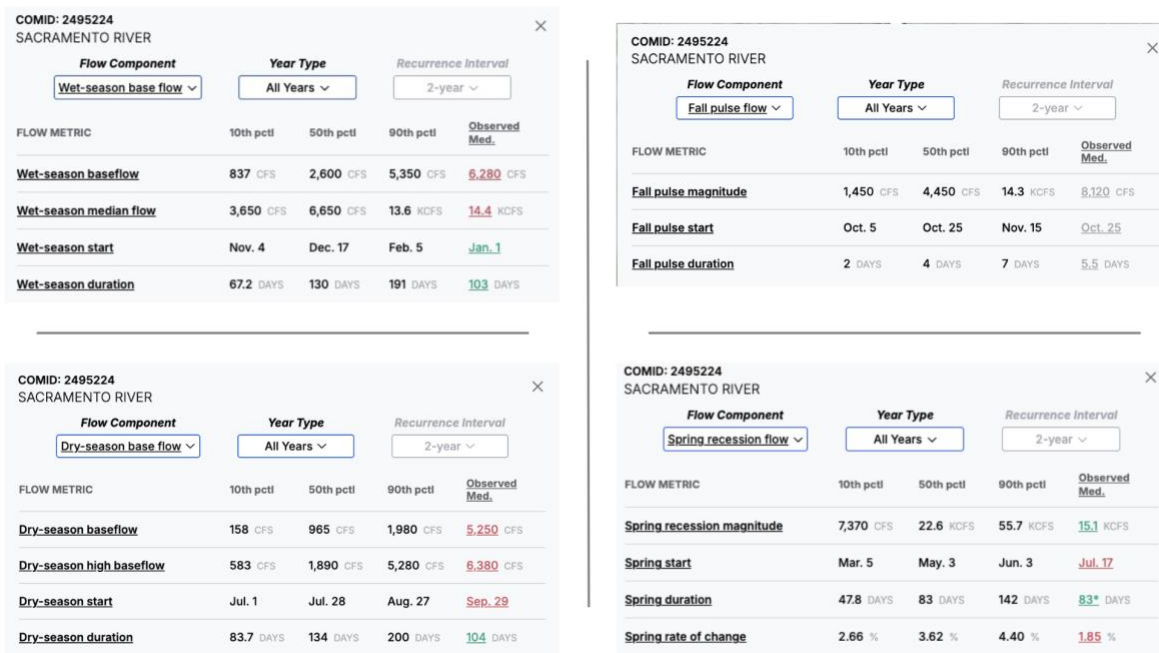 COMID: 2495224
SACRAMENTO RIVER
Flow Component Year Type Recurrence Interval
Wet-season base flow All Years 2-year
FLOW METRIC 10th pctl 50th pctl 90th pctl Observed Med.
Wet-season baseflow 837 CFS 2,600 CFS 5,350 CFS 6,280 CFS
Wet-season median flow 3,650 CFS 6,650 CFS 13.6 KCFS 14.4 KCFS
Wet-season start Nov. 4 Dec. 17 Feb. 5 Jan. 1
Wet-season duration 67.2 DAYS 130 DAYS 191 DAYS 103 DAYS
COMID: 2495224
SACRAMENTO RIVER
Flow Component Year Type Recurrence Interval
Fall pulse flow All Years 2-year
FLOW METRIC 10th pctl 50th pctl 90th pctl Observed Med.
Fall pulse magnitude 1,450 CFS 4,450 CFS 14.3 KCFS 8,120 CFS
Fall pulse start Oct. 5 Oct. 25 Nov. 15 Oct. 25
Fall pulse duration 2 DAYS 4 DAYS 7 DAYS 5.5 DAYS
COMID: 2495224
SACRAMENTO RIVER
Flow Component Year Type Recurrence Interval
Dry-season base flow All Years 2-year
FLOW METRIC 10th pctl 50th pctl 90th pctl Observed Med.
Dry-season baseflow 158 CFS 965 CFS 1,980 CFS 5,250 CFS
Dry-season high baseflow 583 CFS 1,890 CFS 5,280 CFS 6,380 CFS
Dry-season start Jul. 1 Jul. 28 Aug. 27 Sep. 29
Dry-season duration 83.7 DAYS 134 DAYS 200 DAYS 104 DAYS
COMID: 2495224
SACRAMENTO RIVER
Flow Component Year Type Recurrence Interval
Spring recession flow All Years 2-year
FLOW METRIC 10th pctl 50th pctl 90th pctl Observed Med.
Spring recession magnitude 7,370 CFS 22.6 KCFS 55.7 KCFS 15.1 KCFS
Spring start Mar. 5 May. 3 Jun. 3 Jul. 17
Spring duration 47.8 DAYS 83 DAYS 142 DAYS 83* DAYS
Spring rate of change 2.66 % 3.62 % 4.40 % 1.85 %